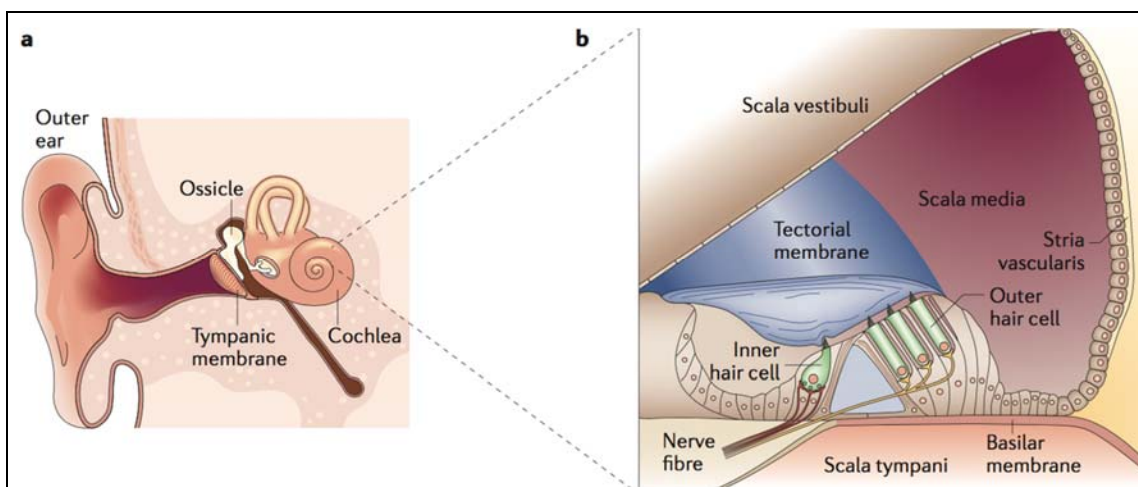 a
Outer
ear
Ossicle
Tympanic
membrane
Cochlea
b
Scala vestibuli
Scala media
Tectorial
membrane
Stria
vascularis
Outer
hair cell
Inner
hair cell
Nerve
fibre
Scala tympani
Basilar
membrane